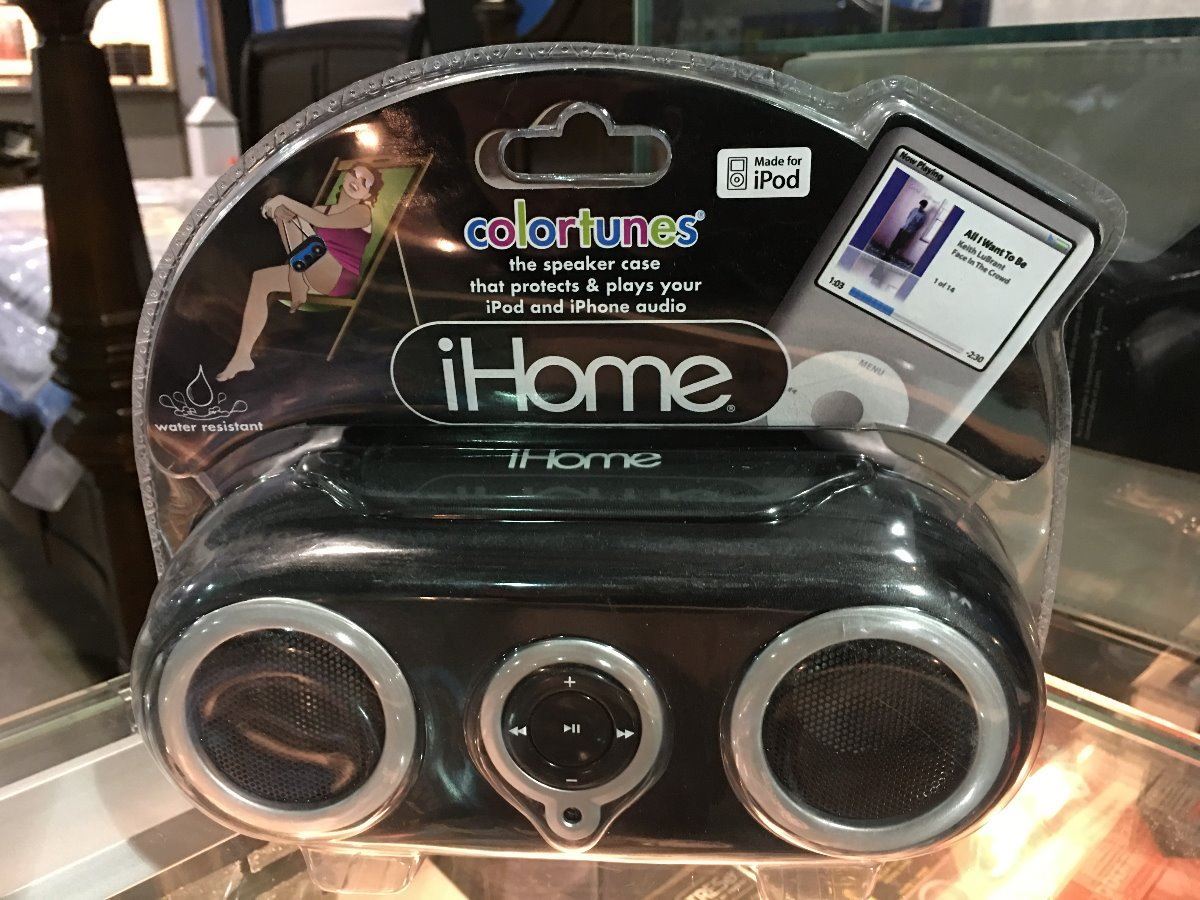 Made for
iPod
colortunes®
the speaker case
that protects & plays your
iPod and iPhone audio
iHome®
water resistant
Now Playing
All I Want To Be
Keith LuBrant
Face In The Crowd
1 of 14
1:03
-2:30
MENU
iHome